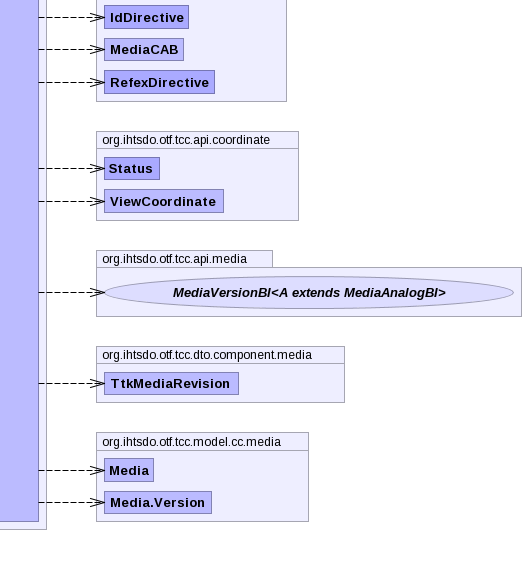 IdDirective
MediaCAB
RefexDirective
org.ihtsdo.otf.tcc.api.coordinate
Status
ViewCoordinate
org.ihtsdo.otf.tcc.api.media
MediaVersionBI<A extends MediaAnalogBI>
org.ihtsdo.otf.tcc.dto.component.media
TtkMediaRevision
org.ihtsdo.otf.tcc.model.cc.media
Media
Media.Version